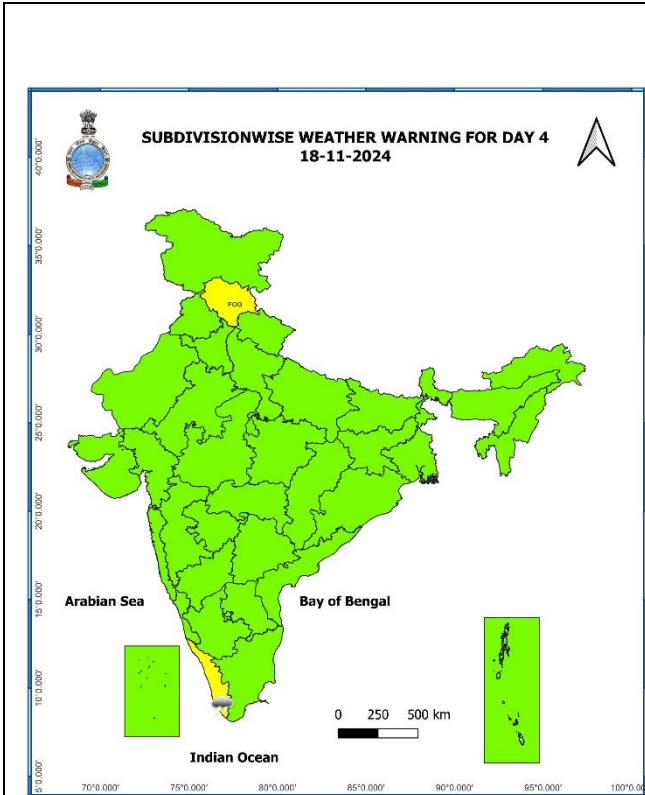 SUBDIVISIONWISE WEATHER WARNING FOR DAY 4
18-11-2024
40°0.000'
35°0.000'
FOG
30°0.000'
25°0.000'
20°0.000'
15°0.000'
Arabian Sea
Bay of Bengal
10°0.000'
0 250 500 km
Indian Ocean
5°0.000'
70°0.000' 75°0.000' 80°0.000' 85°0.000' 90°0.000' 95°0.000' 100°0.0